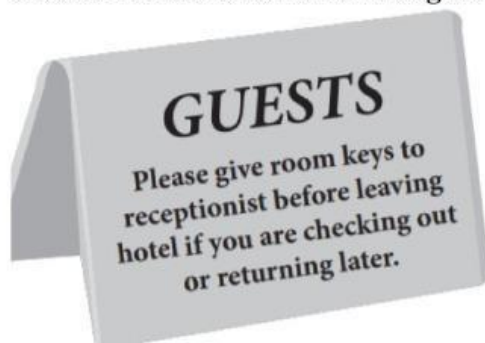 GUESTS
Please give room keys to
receptionist before leaving
hotel if you are checking out
or returning later.